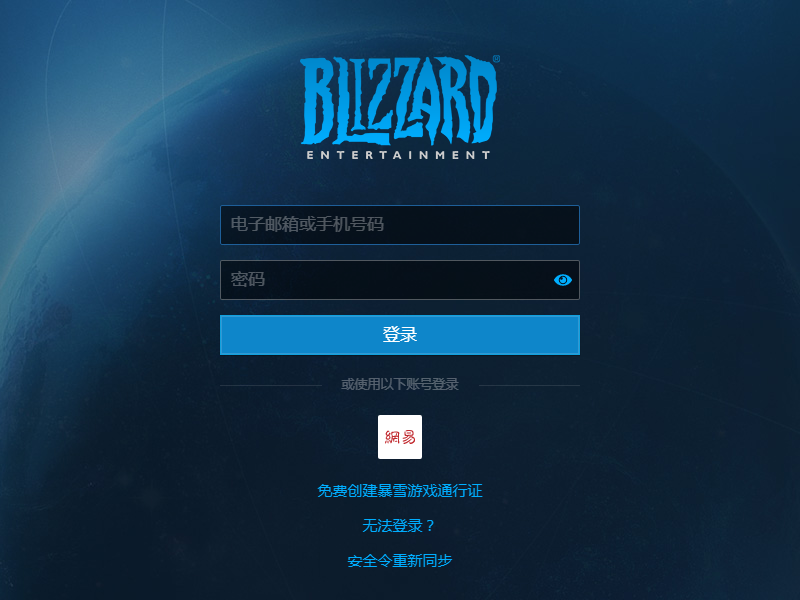 BLIZZARD®
ENTERTAINMENT
电子邮箱或手机号码
密码
登录
或使用以下账号登录
網易
免费创建暴雪游戏通行证
无法登录？
安全令重新同步